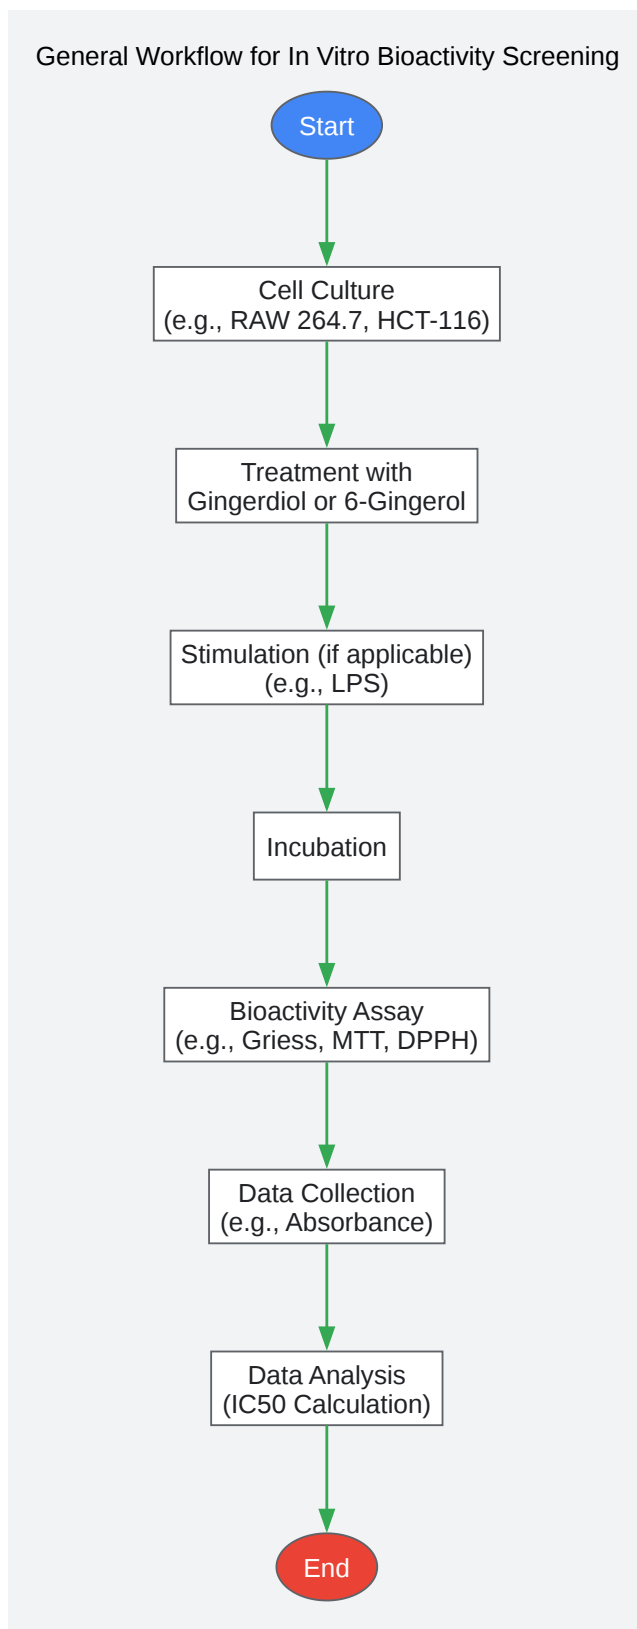 General Workflow for In Vitro Bioactivity Screening
Start
Cell Culture
(e.g., RAW 264.7, HCT-116)
Treatment with
Gingerdiol or 6-Gingerol
Stimulation (if applicable)
(e.g., LPS)
Incubation
Bioactivity Assay
(e.g., Griess, MTT, DPPH)
Data Collection
(e.g., Absorbance)
Data Analysis
(IC50 Calculation)
End